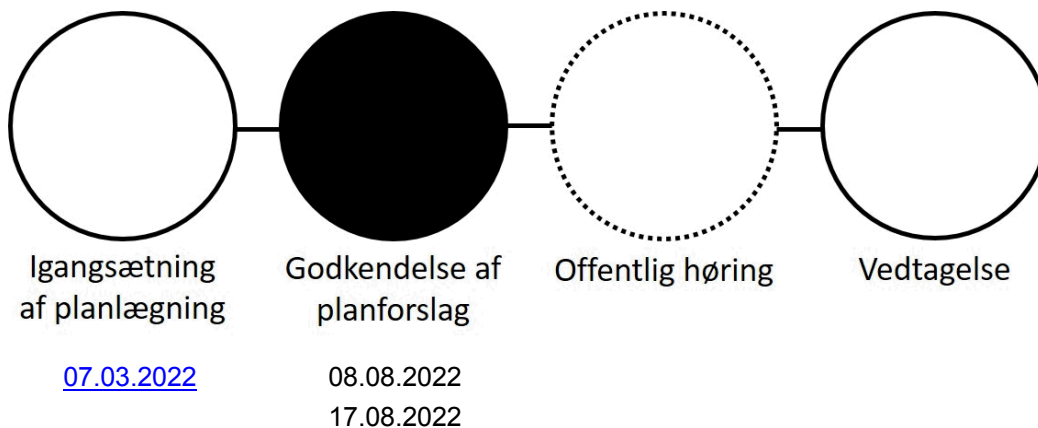 Igangsætning
af planlægning
Godkendelse af
planforslag
Offentlig høring
Vedtagelse
07.03.2022
08.08.2022
17.08.2022